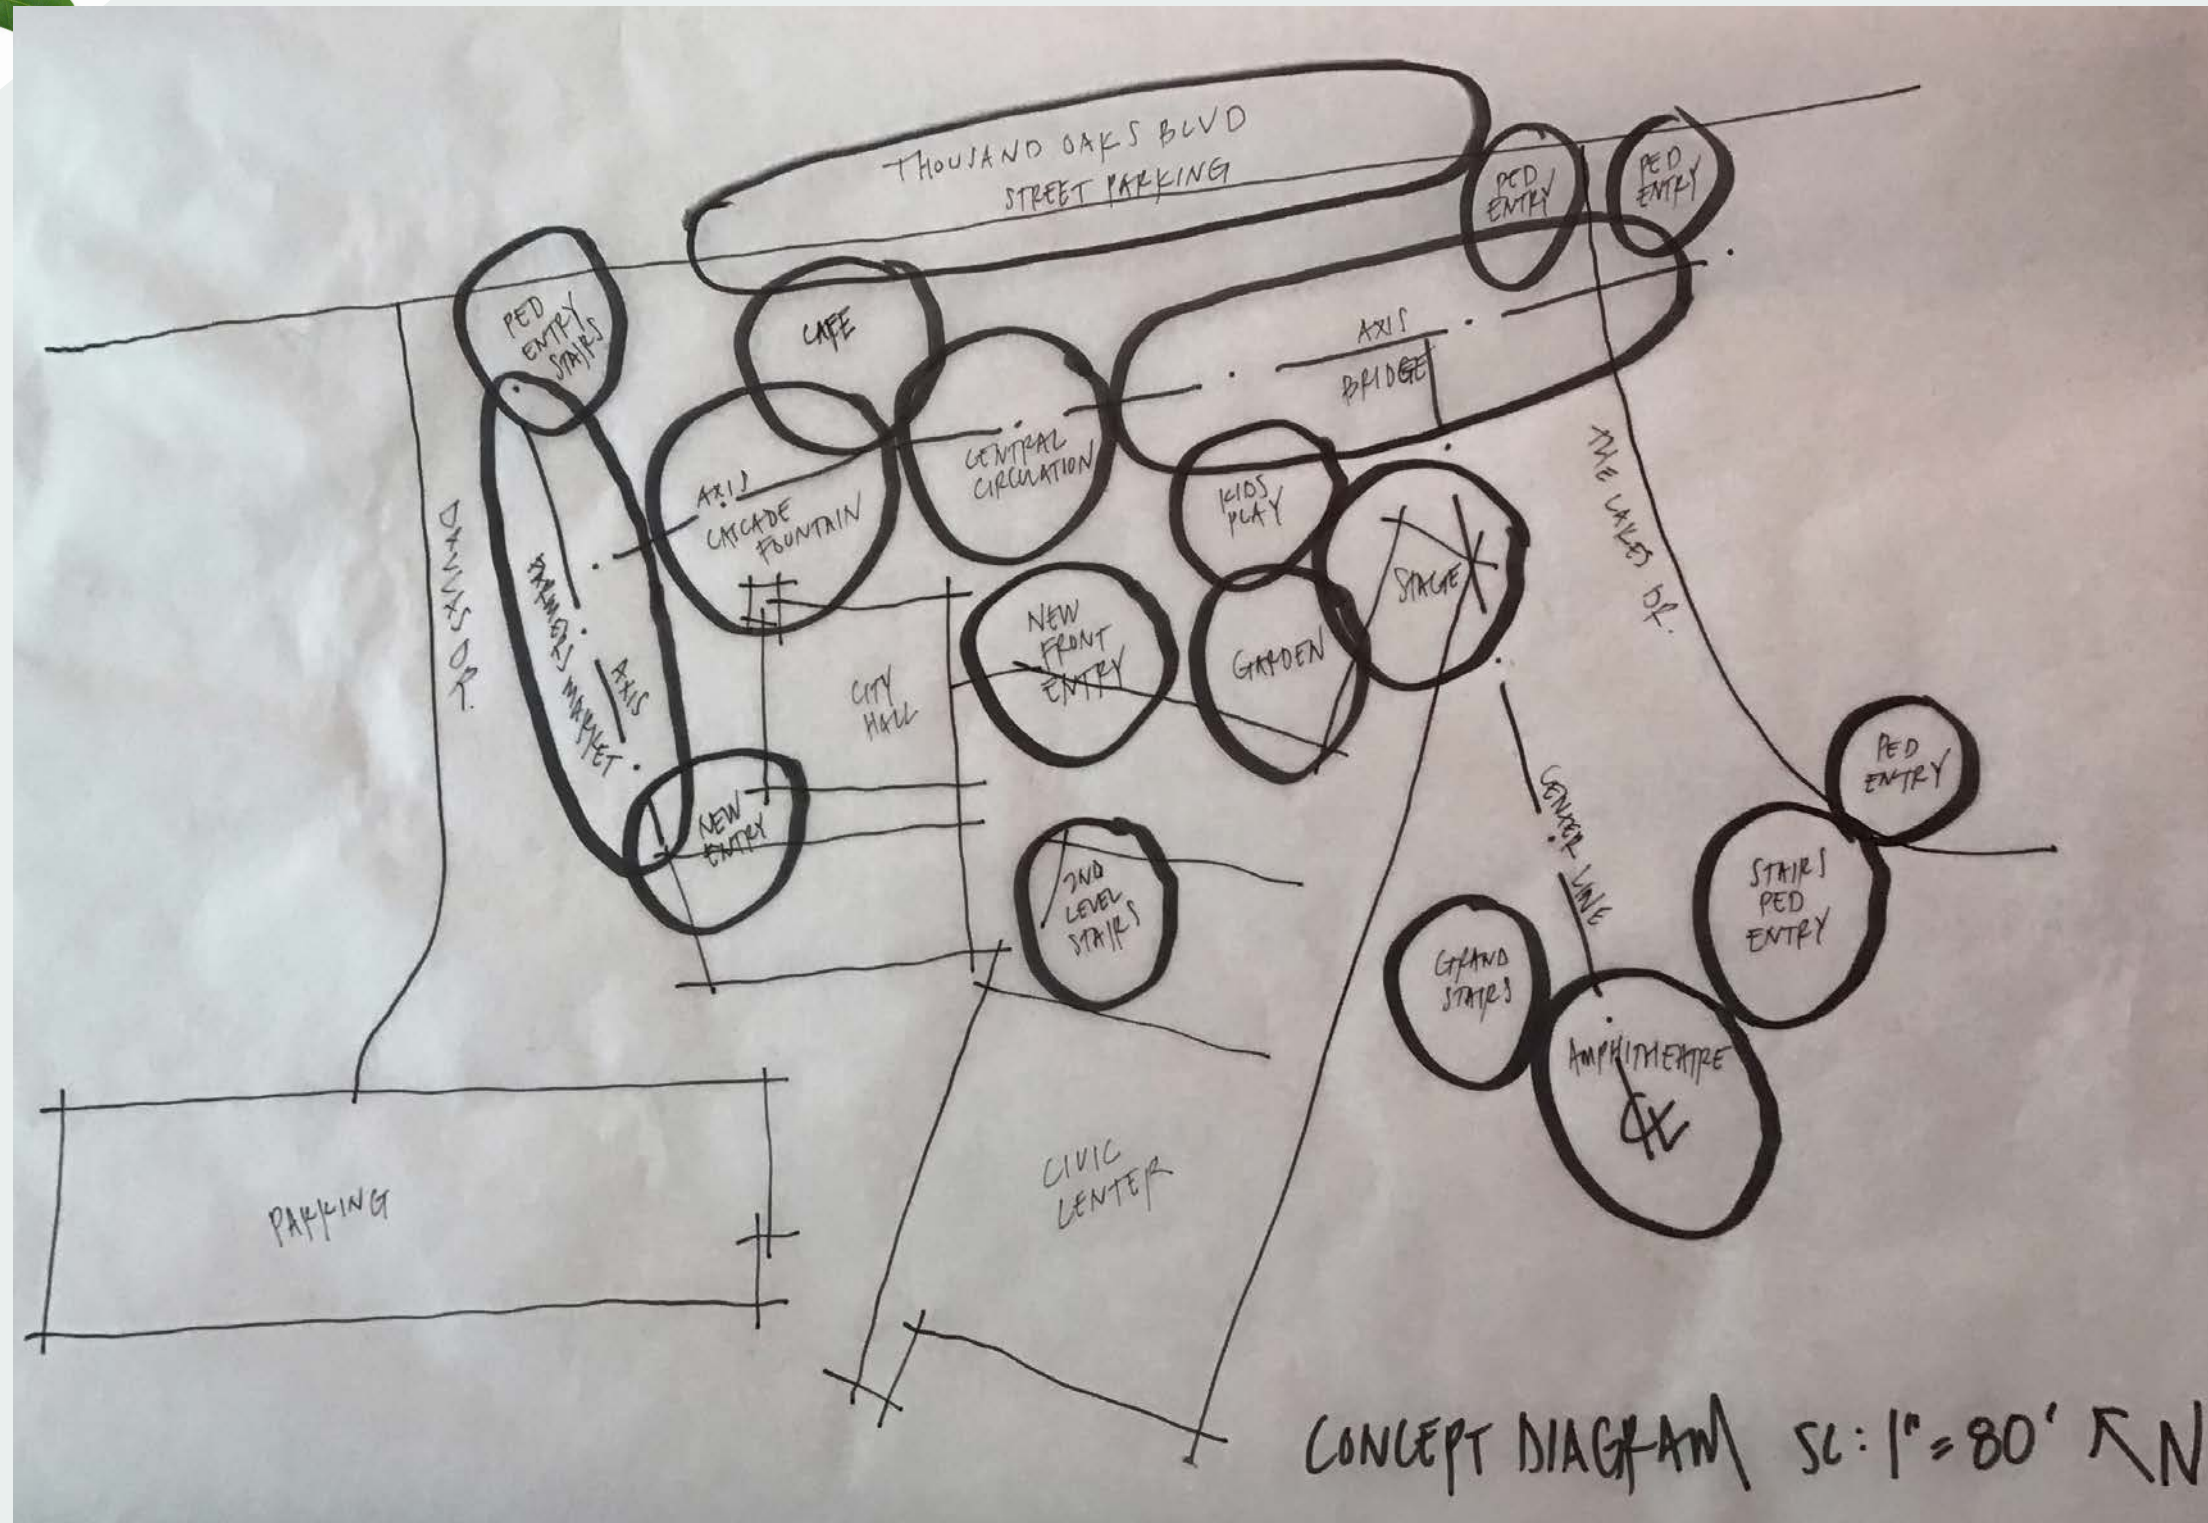 THOUSAND OAKS BLVD
STREET PARKING
PED
ENTRY
PED
ENTRY
PED
ENTRY
STAIRS
CAFE
AXIS
BRIDGE
AXIS
CASCADE
FOUNTAIN
CENTRAL
CIRCULATION
KIDS
PLAY
STAGE
THE LAKES DR.
DALLAS DR.
FARMERS MARKET
AXIS
NEW
FRONT
ENTRY
GARDEN
CITY
HALL
NEW
ENTRY
2ND
LEVEL
STAIRS
CENTER LINE
PED
ENTRY
STAIRS
PED
ENTRY
GRAND
STAIRS
AMPHITHEATRE
CIVIC
CENTER
PARKING
CONCEPT DIAGRAM SC: 1" = 80' N